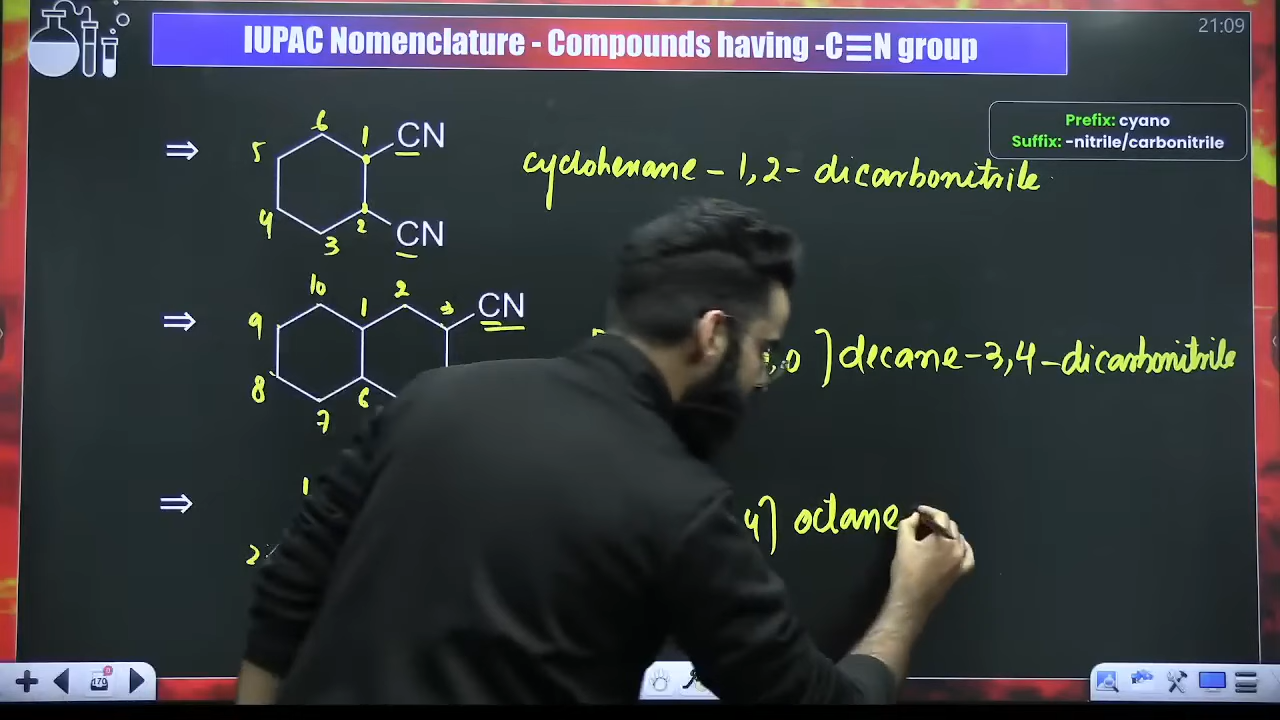 21:09
IUPAC Nomenclature - Compounds having -C≡N group
Prefix: cyano
Suffix: -nitrile/carbonitrile
⇒
6
1
CN
5
4
2
3
CN
cyclohexane - 1,2 - dicarbonitrile
⇒
10
1
2
3
CN
9
8
6
7
,0 ] decane - 3,4 - dicarbonitrile
⇒
1
2
4] octane
170